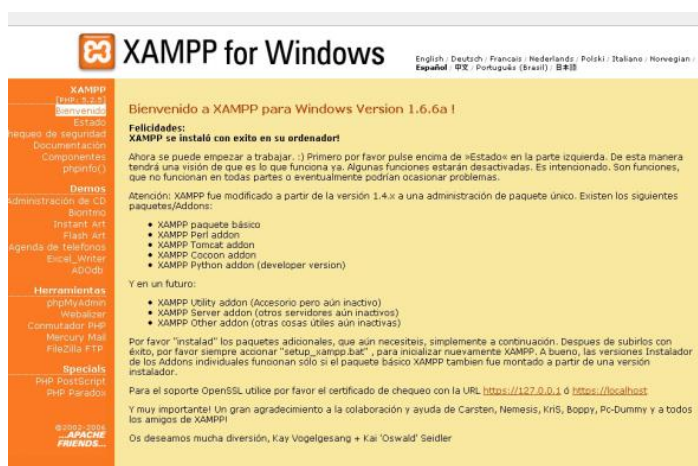 XAMPP for Windows
English / Deutsch / Francais / Nederlands / Polski / Italiano / Norwegian /
Español / 中文 / Português (Brasil) / 日本語
XAMPP
[PHP: 5.2.5]
Bienvenido
Estado
hequeo de seguridad
Documentación
Componentes
phpinfo()
Demos
Administración de CD
Bioritmo
Instant Art
Flash Art
Agenda de telefonos
Excel_Writer
ADOdb
Herramientas
phpMyAdmin
Webalizer
Conmutador PHP
Mercury Mail
FileZilla FTP
Specials
PHP PostScript
PHP Paradox
©2002-2006
...APACHE
FRIENDS...
Bienvenido a XAMPP para Windows Version 1.6.6a !
Felicidades:
XAMPP se instaló con exito en su ordenador!
Ahora se puede empezar a trabajar. :) Primero por favor pulse encima de »Estado« en la parte izquierda. De esta manera
tendrá una visión de que es lo que funciona ya. Algunas funciones estarán desactivadas. Es intencionado. Son funciones,
que no funcionan en todas partes o eventualmente podrían ocasionar problemas.
Atención: XAMPP fue modificado a partir de la versión 1.4.x a una administración de paquete único. Existen los siguientes
paquetes/Addons:
• XAMPP paquete básico
• XAMPP Perl addon
• XAMPP Tomcat addon
• XAMPP Cocoon addon
• XAMPP Python addon (developer version)
Y en un futuro:
• XAMPP Utility addon (Accesorio pero aún inactivo)
• XAMPP Server addon (otros servidores aún inactivos)
• XAMPP Other addon (otras cosas útiles aún inactivas)
Por favor "instalad" los paquetes adicionales, que aún necesiteis, simplemente a continuación. Despues de subirlos con
éxito, por favor siempre accionar "setup_xampp.bat" , para inicializar nuevamente XAMPP. A bueno, las versiones Instalador
de los Addons individuales funcionan sólo si el paquete básico XAMPP tambien fue montado a partir de una versión
instalador.
Para el soporte OpenSSL utilice por favor el certificado de chequeo con la URL https://127.0.0.1 ó https://localhost
Y muy importante! Un gran agradecimiento a la colaboración y ayuda de Carsten, Nemesis, KriS, Boppy, Pc-Dummy y a todos
los amigos de XAMPP!
Os deseamos mucha diversión, Kay Vogelgesang + Kai 'Oswald' Seidler